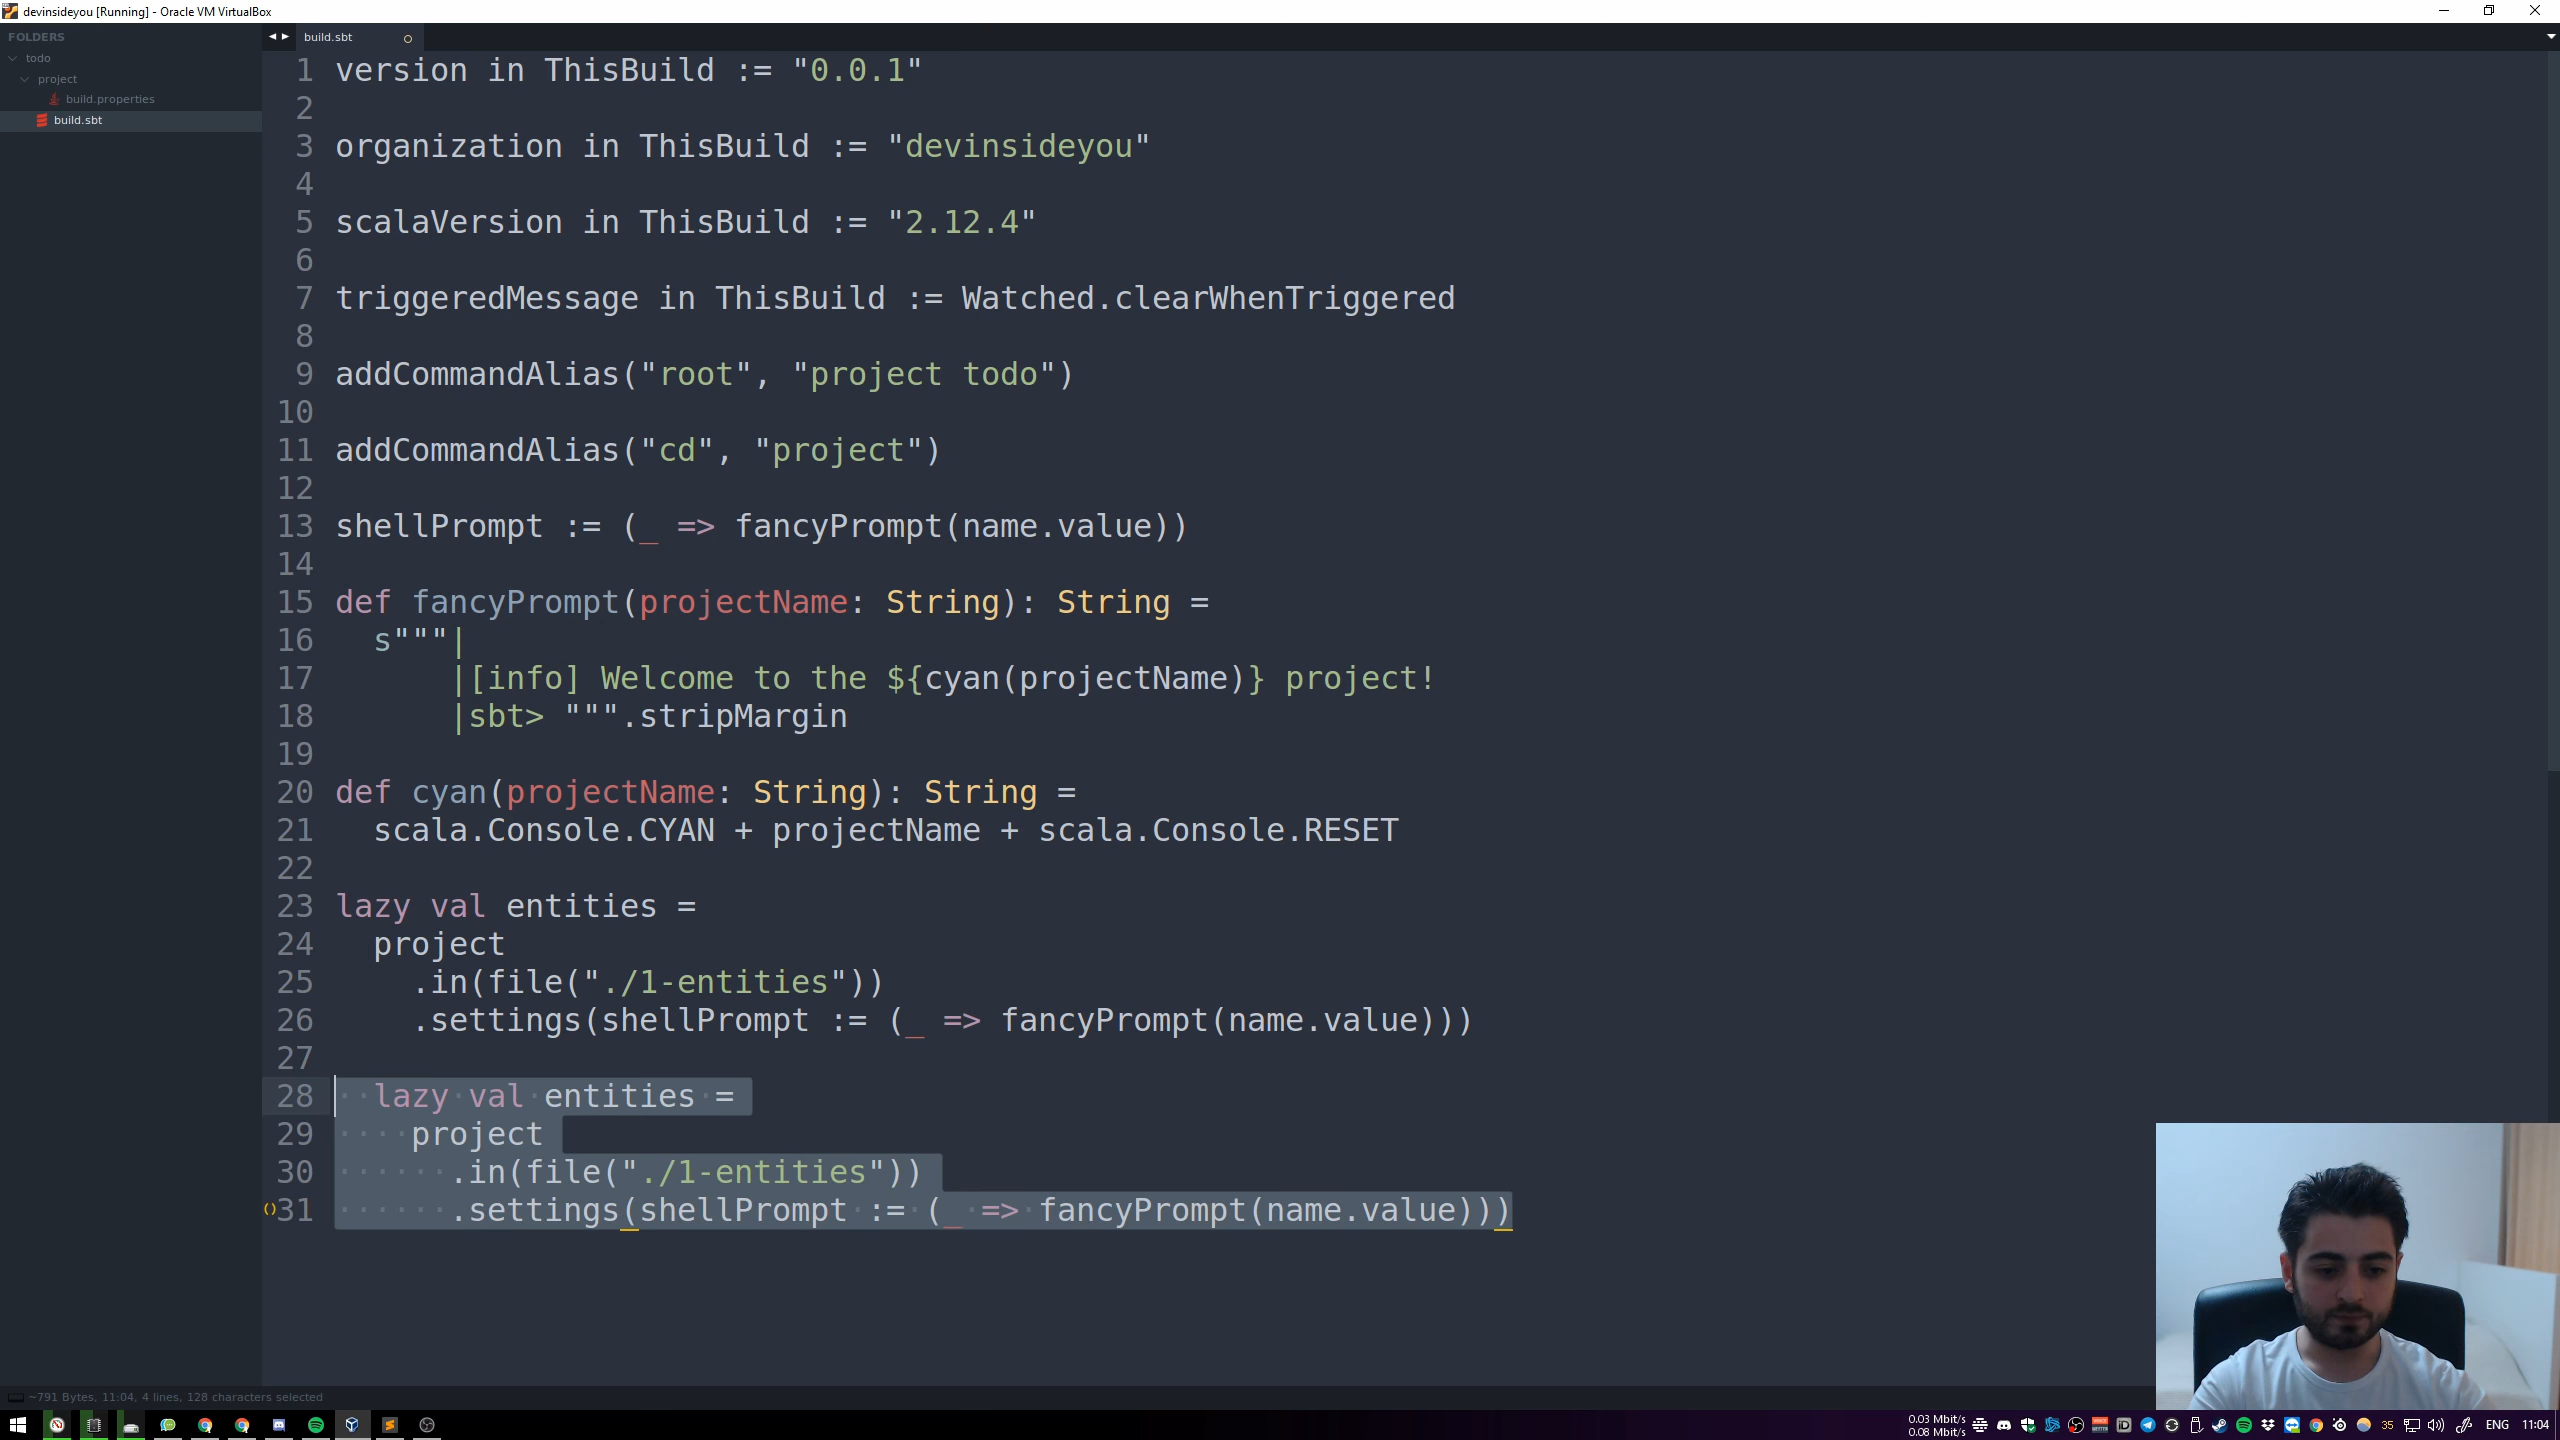 devinsideyou [Running] - Oracle VM VirtualBox
FOLDERS
todo
project
build.properties
build.sbt
build.sbt
1 version in ThisBuild := "0.0.1"
2
3 organization in ThisBuild := "devinsideyou"
4
5 scalaVersion in ThisBuild := "2.12.4"
6
7 triggeredMessage in ThisBuild := Watched.clearWhenTriggered
8
9 addCommandAlias("root", "project todo")
10
11 addCommandAlias("cd", "project")
12
13 shellPrompt := (_ => fancyPrompt(name.value))
14
15 def fancyPrompt(projectName: String): String =
16   s"""|
17       |[info] Welcome to the ${cyan(projectName)} project!
18       |sbt> """.stripMargin
19
20 def cyan(projectName: String): String =
21   scala.Console.CYAN + projectName + scala.Console.RESET
22
23 lazy val entities =
24   project
25     .in(file("./1-entities"))
26     .settings(shellPrompt := (_ => fancyPrompt(name.value)))
27
28   lazy val entities =
29     project
30       .in(file("./1-entities"))
31       .settings(shellPrompt := (_ => fancyPrompt(name.value)))
~791 Bytes, 11:04, 4 lines, 128 characters selected
0.03 Mbit/s
0.08 Mbit/s
35
ENG
11:04